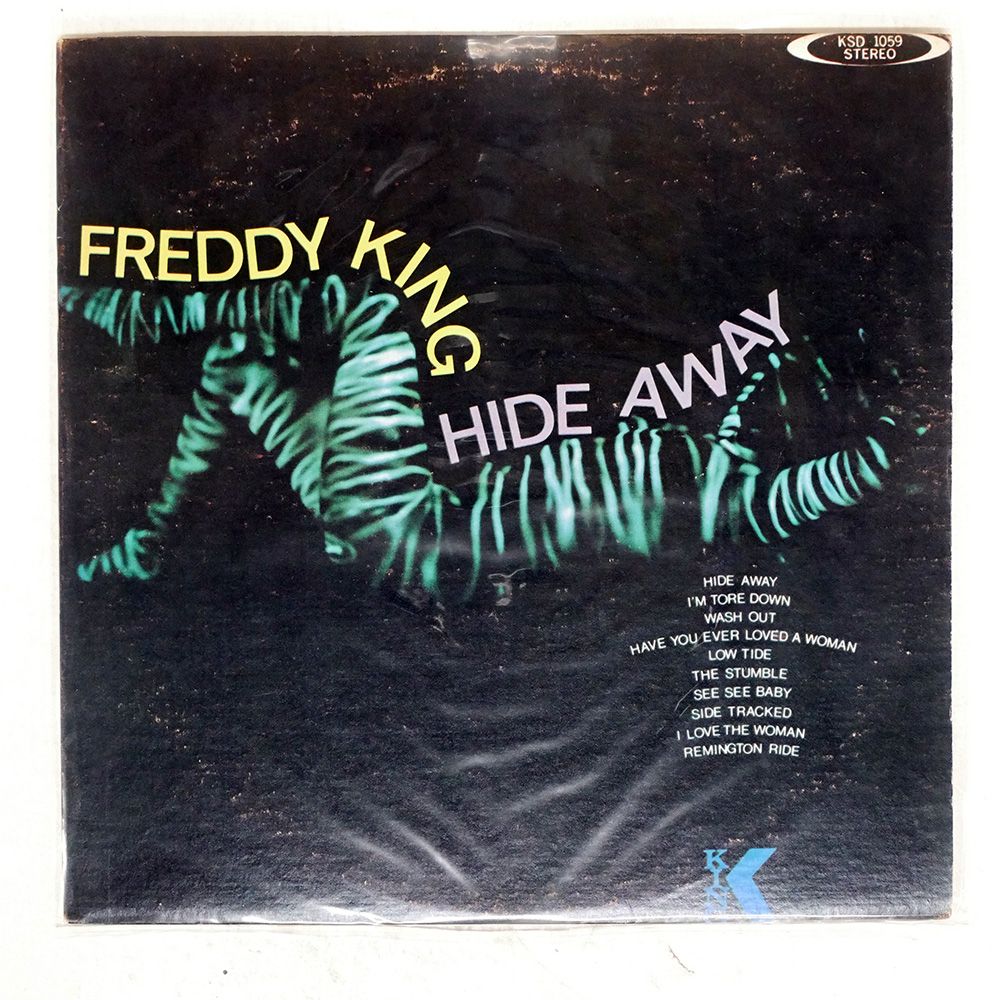 KSD 1059
STEREO
FREDDY KING
HIDE AWAY
HIDE AWAY
I'M TORE DOWN
WASH OUT
HAVE YOU EVER LOVED A WOMAN
LOW TIDE
THE STUMBLE
SEE SEE BABY
SIDE TRACKED
I LOVE THE WOMAN
REMINGTON RIDE
KING
K